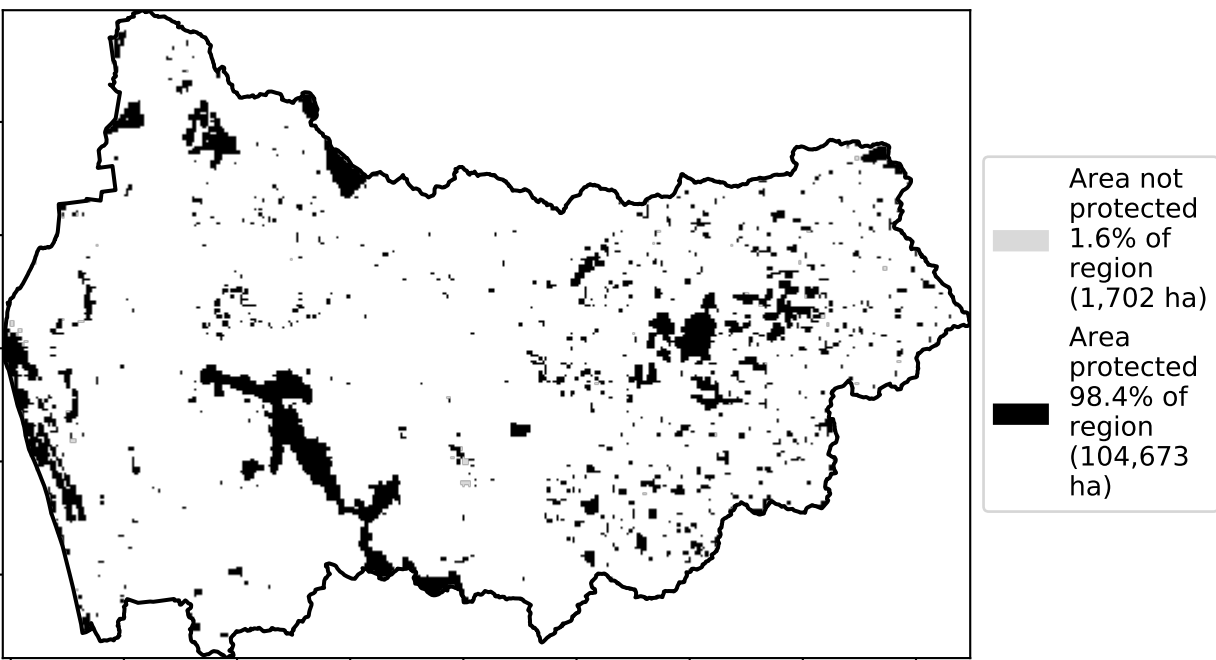 Area not
protected
1.6% of
region
(1,702 ha)
Area
protected
98.4% of
region
(104,673
ha)